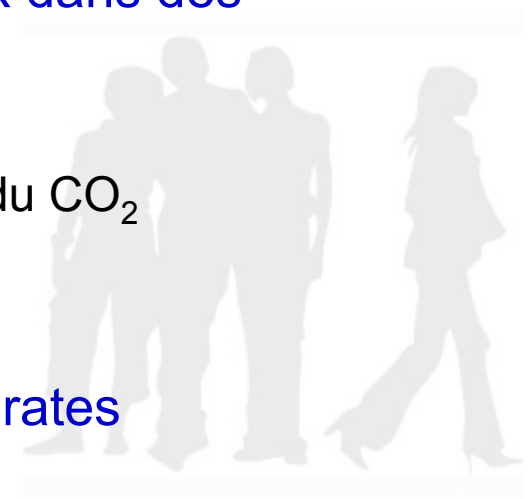 dans des
du CO₂
rates